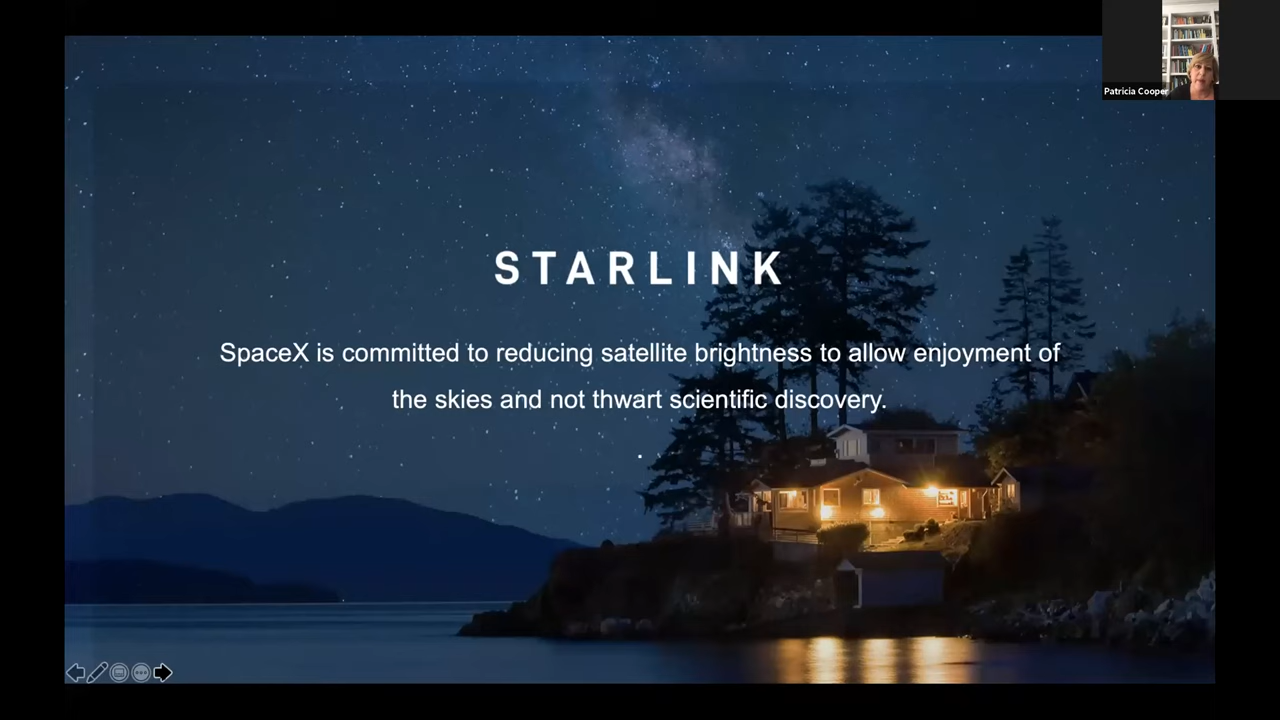 Patricia Cooper
STARLINK
SpaceX is committed to reducing satellite brightness to allow enjoyment of
the skies and not thwart scientific discovery.